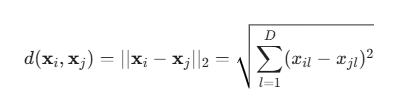 d(𝐱ᵢ, 𝐱ⱼ) = ||𝐱ᵢ − 𝐱ⱼ||₂ = √(∑_{l=1}^{D} (x_{il} − x_{jl})²)